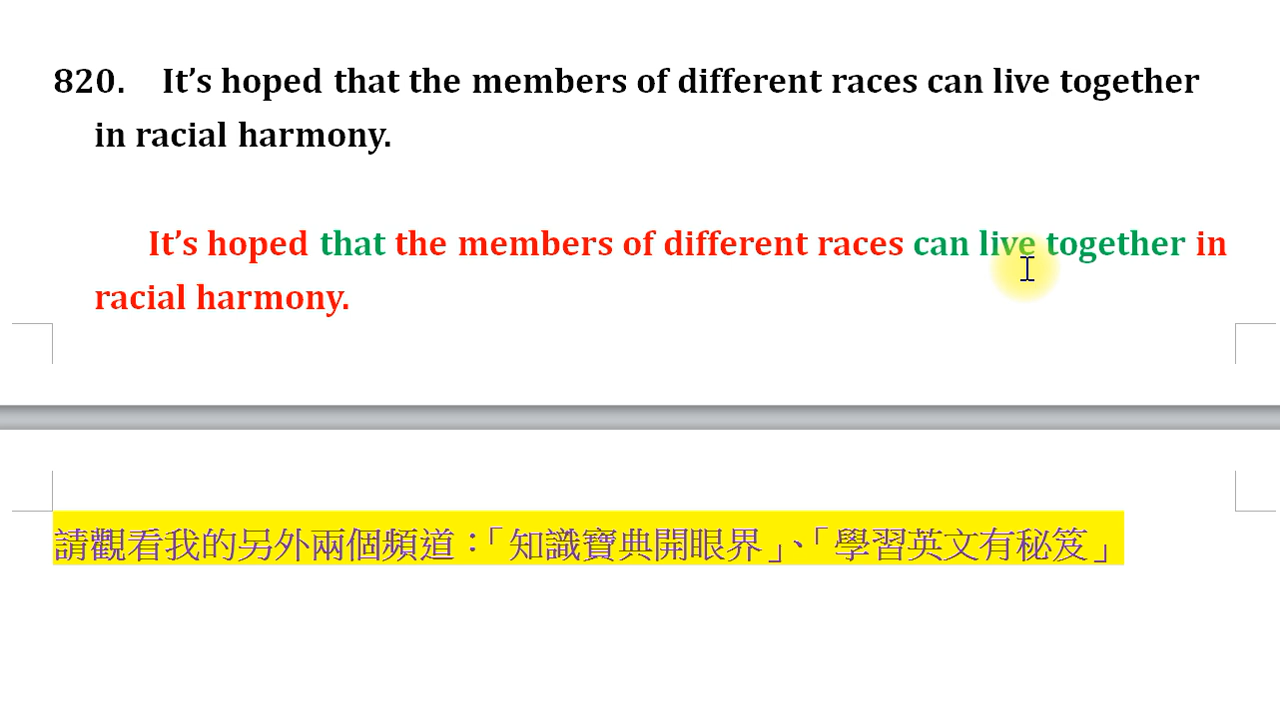 820. It’s hoped that the members of different races can live together
in racial harmony.
It’s hoped that the members of different races can live together in
racial harmony.
請觀看我的另外兩個頻道：「知識寶典開眼界」、「學習英文有秘笈」